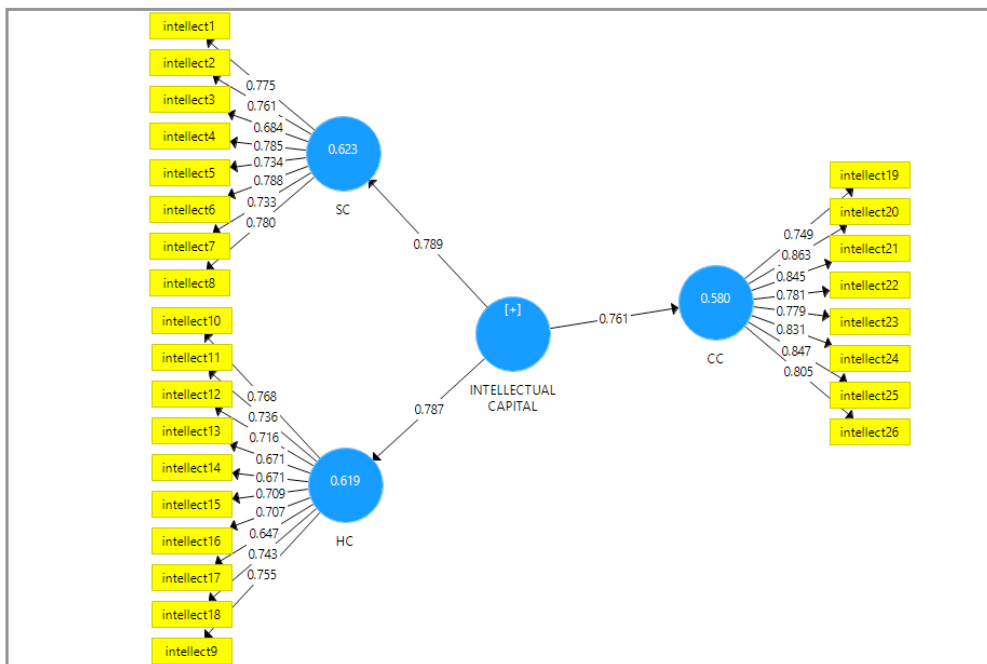 intellect1
intellect2
intellect3
intellect4
intellect5
intellect6
intellect7
intellect8
0.775
0.761
0.684
0.785
0.734
0.788
0.733
0.780
0.623
SC
0.789
intellect10
intellect11
intellect12
intellect13
intellect14
intellect15
intellect16
intellect17
intellect18
intellect9
0.768
0.736
0.716
0.671
0.671
0.709
0.707
0.647
0.743
0.755
0.619
HC
0.787
[+]
INTELLECTUAL
CAPITAL
0.761
0.580
CC
0.749
0.863
0.845
0.781
0.779
0.831
0.847
0.805
intellect19
intellect20
intellect21
intellect22
intellect23
intellect24
intellect25
intellect26